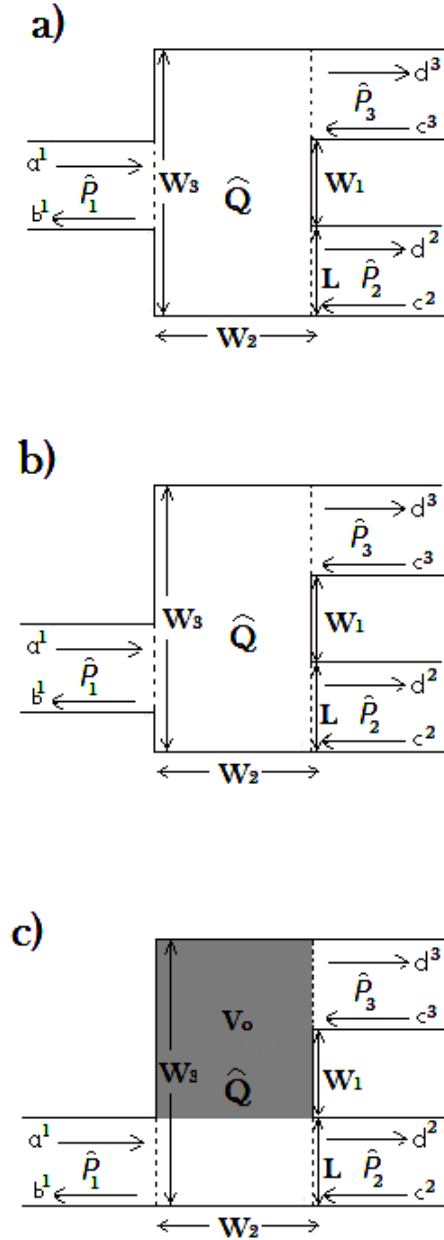 a)
d³
P̂₃
c³
a¹
P̂₁
W₃
W₁
Q̂
b¹
d²
L P̂₂
c²
W₂
b)
d³
P̂₃
c³
W₃
W₁
a¹
P̂₁
Q̂
d²
b¹
L P̂₂
c²
W₂
c)
d³
V₀
P̂₃
c³
W₃
W₁
Q̂
a¹
P̂₁
d²
L P̂₂
b¹
c²
W₂